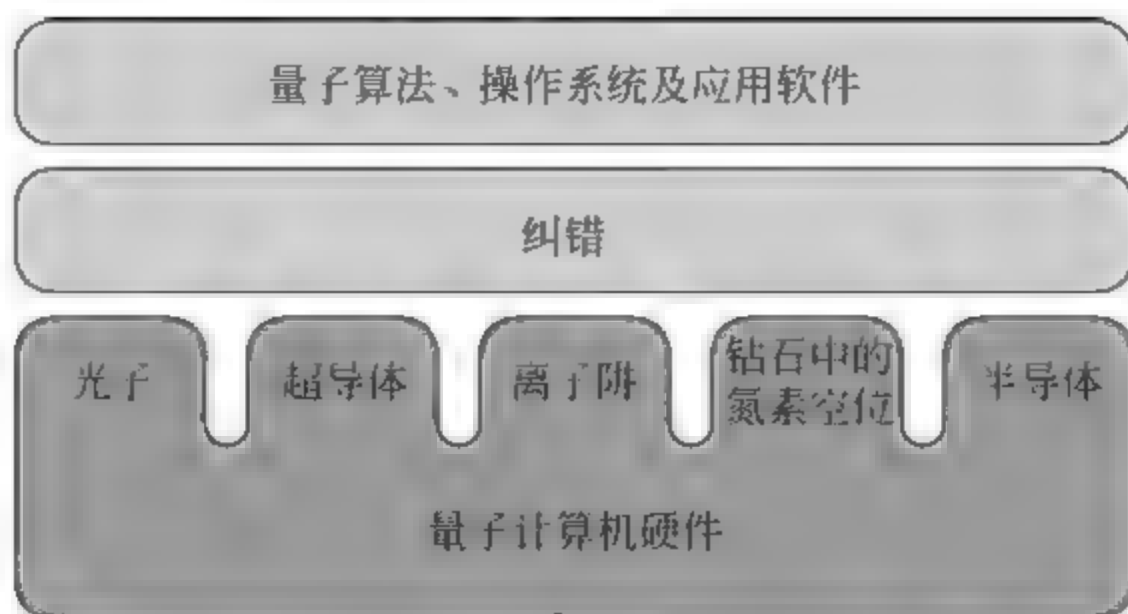 量子算法、操作系统及应用软件
纠错
光子
超导体
离子阱
钻石中的
氮素空位
半导体
量子计算机硬件